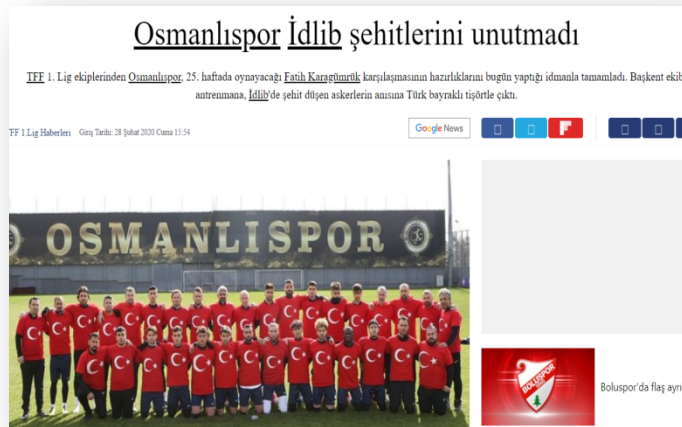 Osmanlıspor İdlib şehitlerini unutmadı
TFF 1. Lig ekiplerinden Osmanlıspor, 25. haftada oynayacağı Fatih Karagümrük karşılaşmasının hazırlıklarını bugün yaptığı idmanla tamamladı. Başkent ekib
antrenmana, İdlib'de şehit düşen askerlerin anısına Türk bayraklı tişörtle çıktı.
TFF 1.Lig Haberleri Giriş Tarihi: 28 Şubat 2020 Cuma 15:54
Google News
OSMANLISPOR
BOLUSPOR
Boluspor'da flaş ayrı